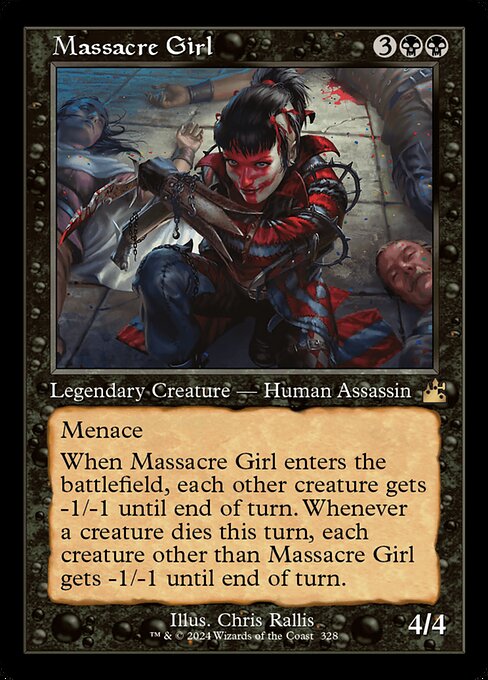 Massacre Girl 3
Legendary Creature — Human Assassin
Menace
When Massacre Girl enters the
battlefield, each other creature gets
-1/-1 until end of turn. Whenever
a creature dies this turn, each
creature other than Massacre Girl
gets -1/-1 until end of turn.
Illus. Chris Rallis
4/4
™ & © 2024 Wizards of the Coast 328